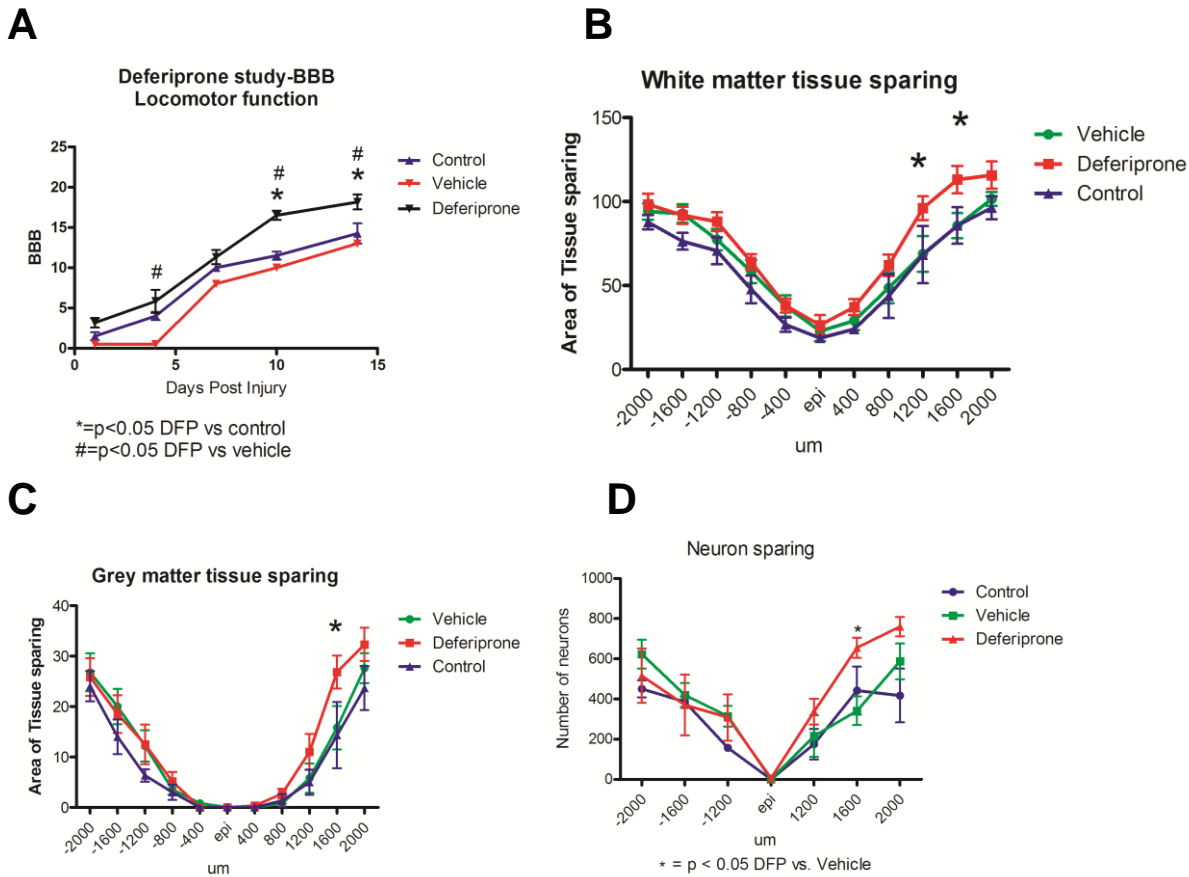 A
Deferiprone study-BBB
Locomotor function
BBB
25
20
15
10
5
0
#
#
*
#
*
Control
Vehicle
Deferiprone
0
5
10
15
Days Post Injury
*=p<0.05 DFP vs control
#=p<0.05 DFP vs vehicle
B
White matter tissue sparing
Area of Tissue sparing
150
100
50
0
*
*
Vehicle
Deferiprone
Control
-2000
-1600
-1200
-800
-400
epi
400
800
1200
1600
2000
um
C
Grey matter tissue sparing
Area of Tissue sparing
40
30
20
10
0
*
Vehicle
Deferiprone
Control
-2000
-1600
-1200
-800
-400
epi
400
800
1200
1600
2000
um
D
Neuron sparing
Number of neurons
1000
800
600
400
200
0
*
Control
Vehicle
Deferiprone
-2000
-1600
-1200
epi
1200
1600
2000
um
* = p < 0.05 DFP vs. Vehicle